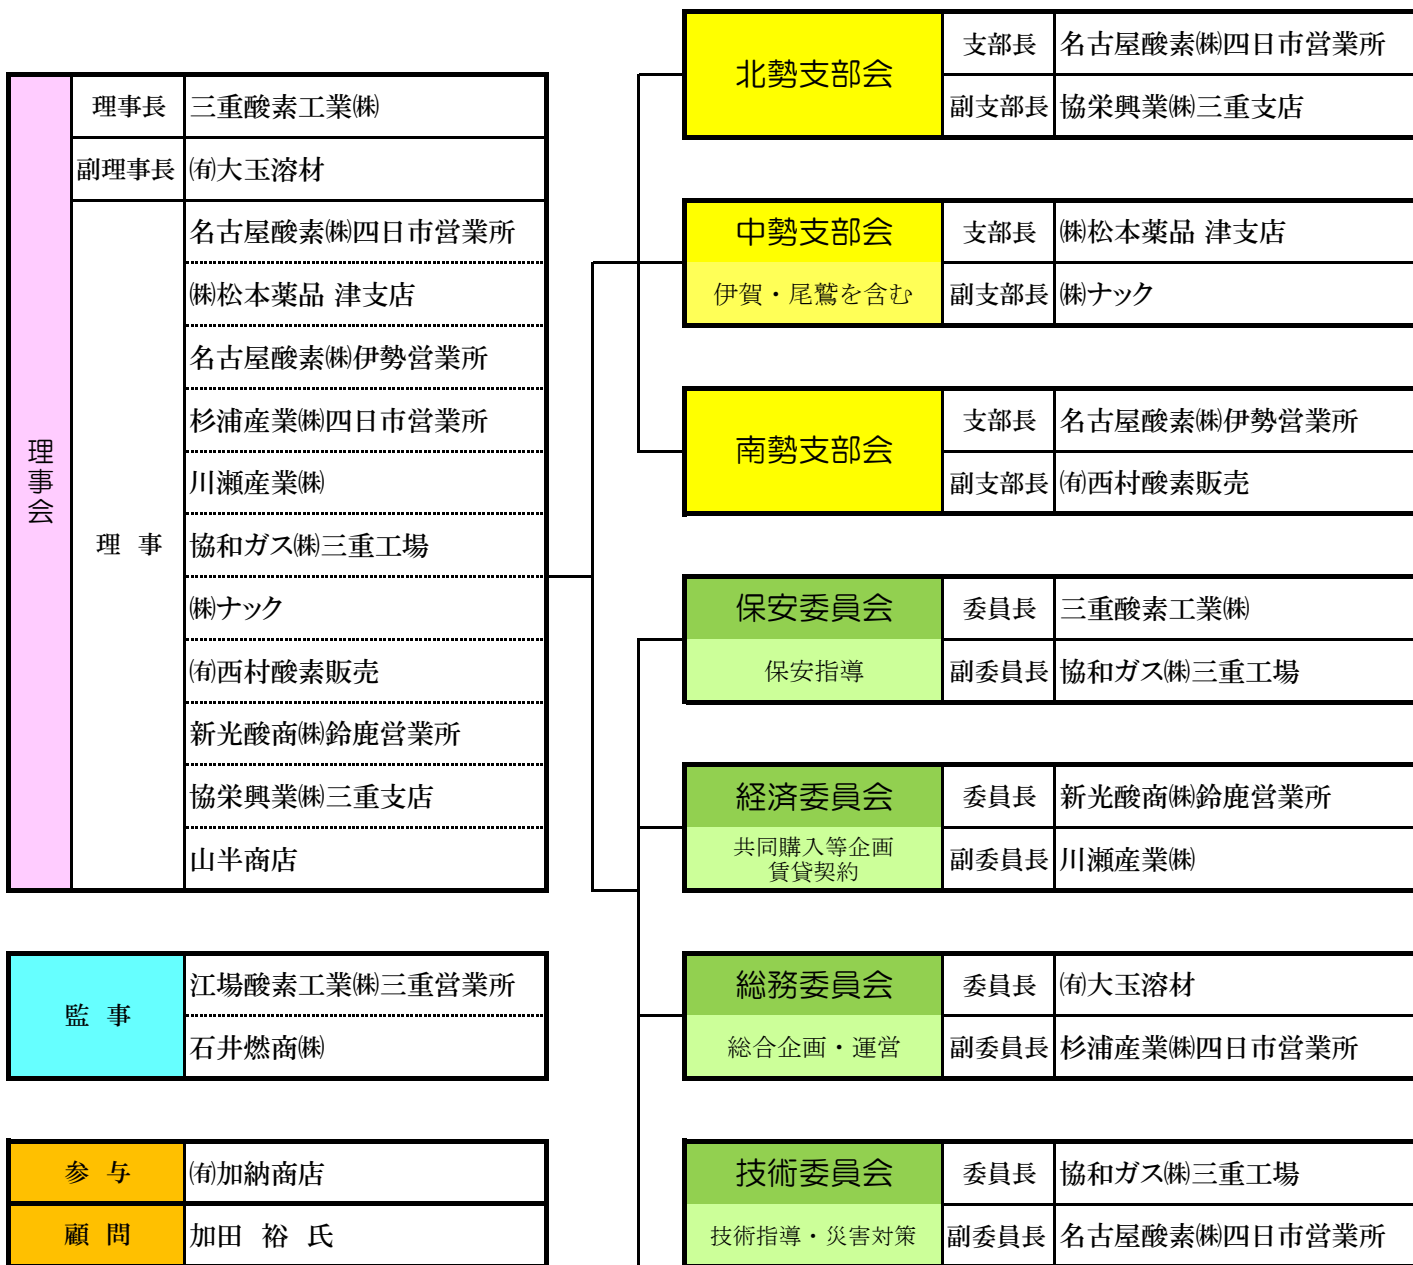 理事会
理事長 三重酸素工業㈱
副理事長 ㈲大玉溶材
理 事
名古屋酸素㈱四日市営業所
㈱松本薬品 津支店
名古屋酸素㈱伊勢営業所
杉浦産業㈱四日市営業所
川瀬産業㈱
協和ガス㈱三重工場
㈱ナック
㈲西村酸素販売
新光酸商㈱鈴鹿営業所
協栄興業㈱三重支店
山半商店
監 事
江場酸素工業㈱三重営業所
石井燃商㈱
参 与 ㈲加納商店
顧 問 加田 裕 氏
北勢支部会
支部長 名古屋酸素㈱四日市営業所
副支部長 協栄興業㈱三重支店
中勢支部会
伊賀・尾鷲を含む
支部長 ㈱松本薬品 津支店
副支部長 ㈱ナック
南勢支部会
支部長 名古屋酸素㈱伊勢営業所
副支部長 ㈲西村酸素販売
保安委員会
保安指導
委員長 三重酸素工業㈱
副委員長 協和ガス㈱三重工場
経済委員会
共同購入等企画
賃貸契約
委員長 新光酸商㈱鈴鹿営業所
副委員長 川瀬産業㈱
総務委員会
総合企画・運営
委員長 ㈲大玉溶材
副委員長 杉浦産業㈱四日市営業所
技術委員会
技術指導・災害対策
委員長 協和ガス㈱三重工場
副委員長 名古屋酸素㈱四日市営業所